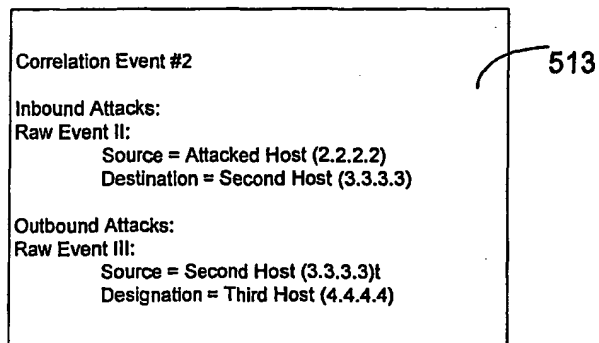 Correlation Event #2
513
Inbound Attacks:
Raw Event II:
Source = Attacked Host (2.2.2.2)
Destination = Second Host (3.3.3.3)
Outbound Attacks:
Raw Event III:
Source = Second Host (3.3.3.3)t
Designation = Third Host (4.4.4.4)